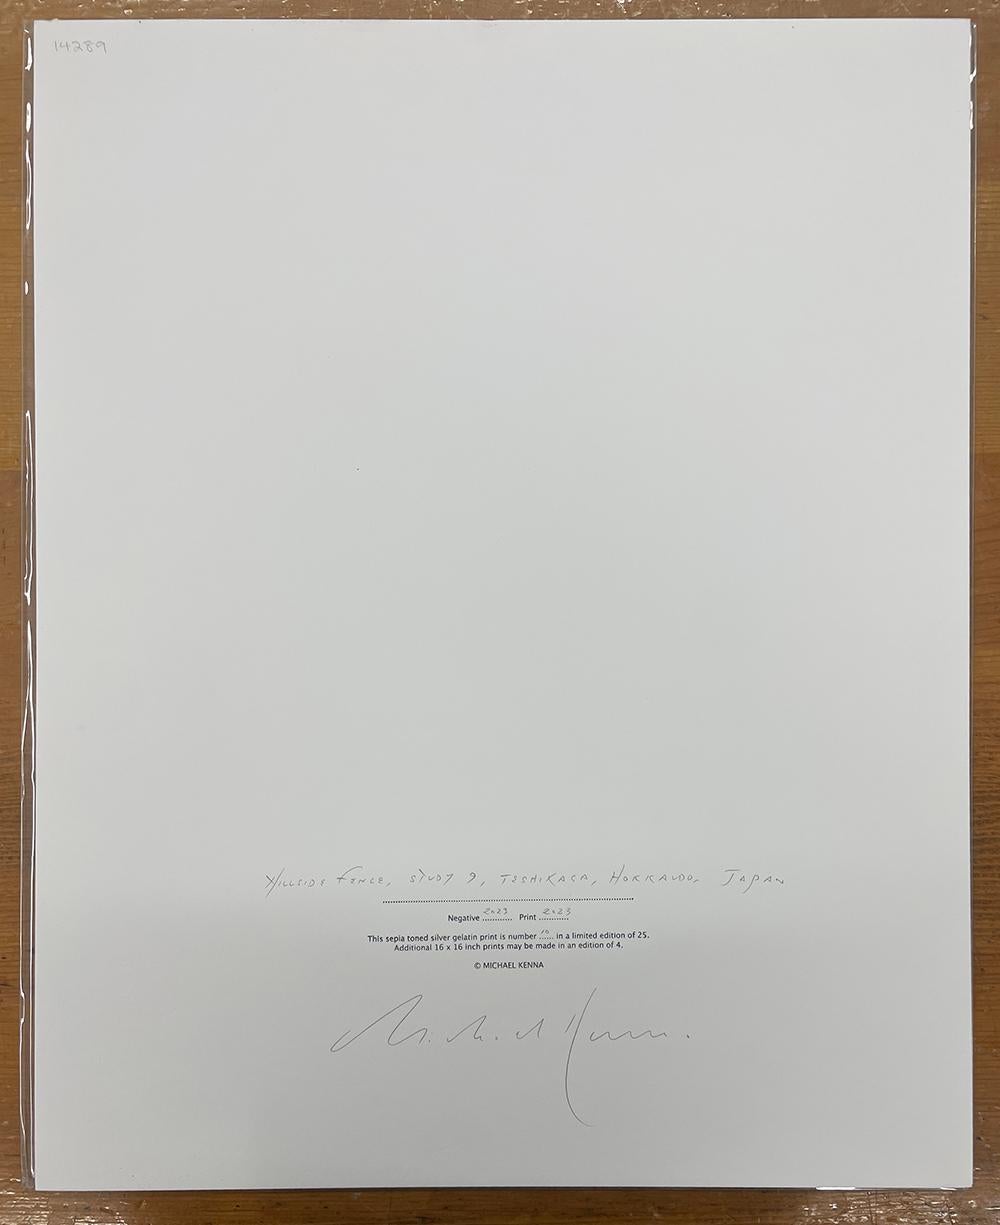 14289
Hillside Fence, Study 9, Teshikaga, Hokkaido, Japan
Negative 2023 Print 2023
This sepia toned silver gelatin print is number 10 in a limited edition of 25.
Additional 16 x 16 inch prints may be made in an edition of 4.
© MICHAEL KENNA
Michael Kenna.